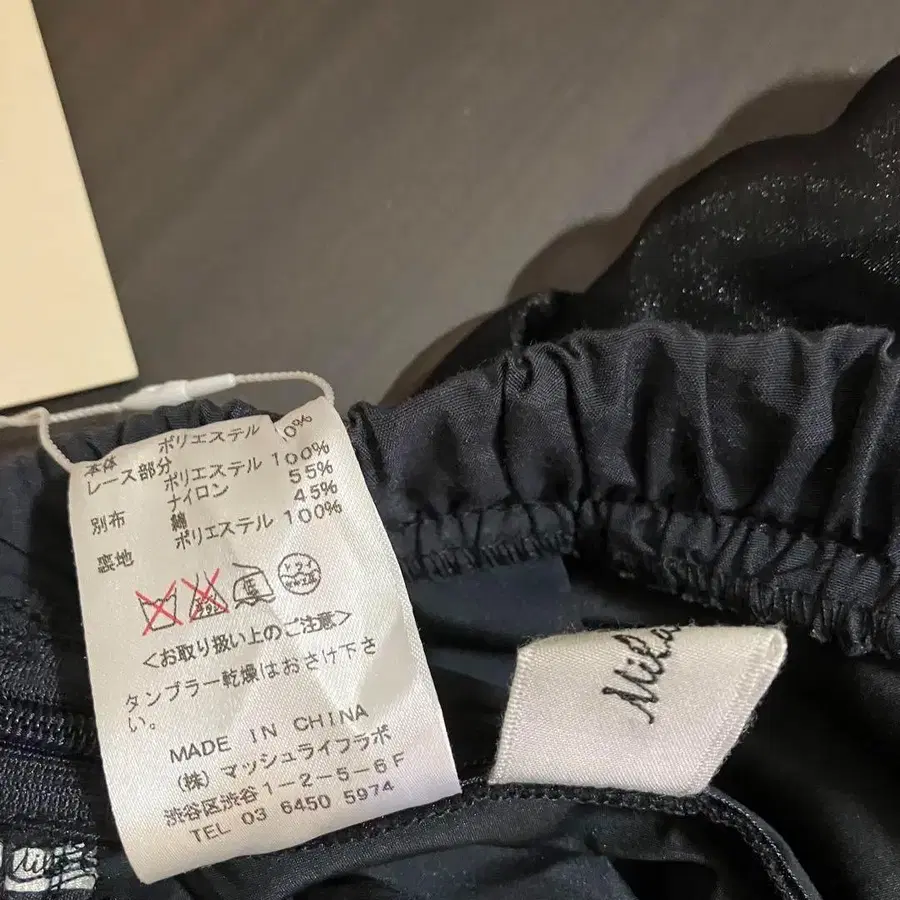 本体 ポリエステル 0%
レース部分
ポリエステル 100%
ナイロン 55%
別布 綿 45%
裏地 ポリエステル 100%
<お取り扱い上のご注意>
タンブラー乾燥はおさけ下さ
い。
MADE IN CHINA
(株)マッシュライフラボ
渋谷区渋谷1-2-5-6F
TEL 03 6450 5974
Mila